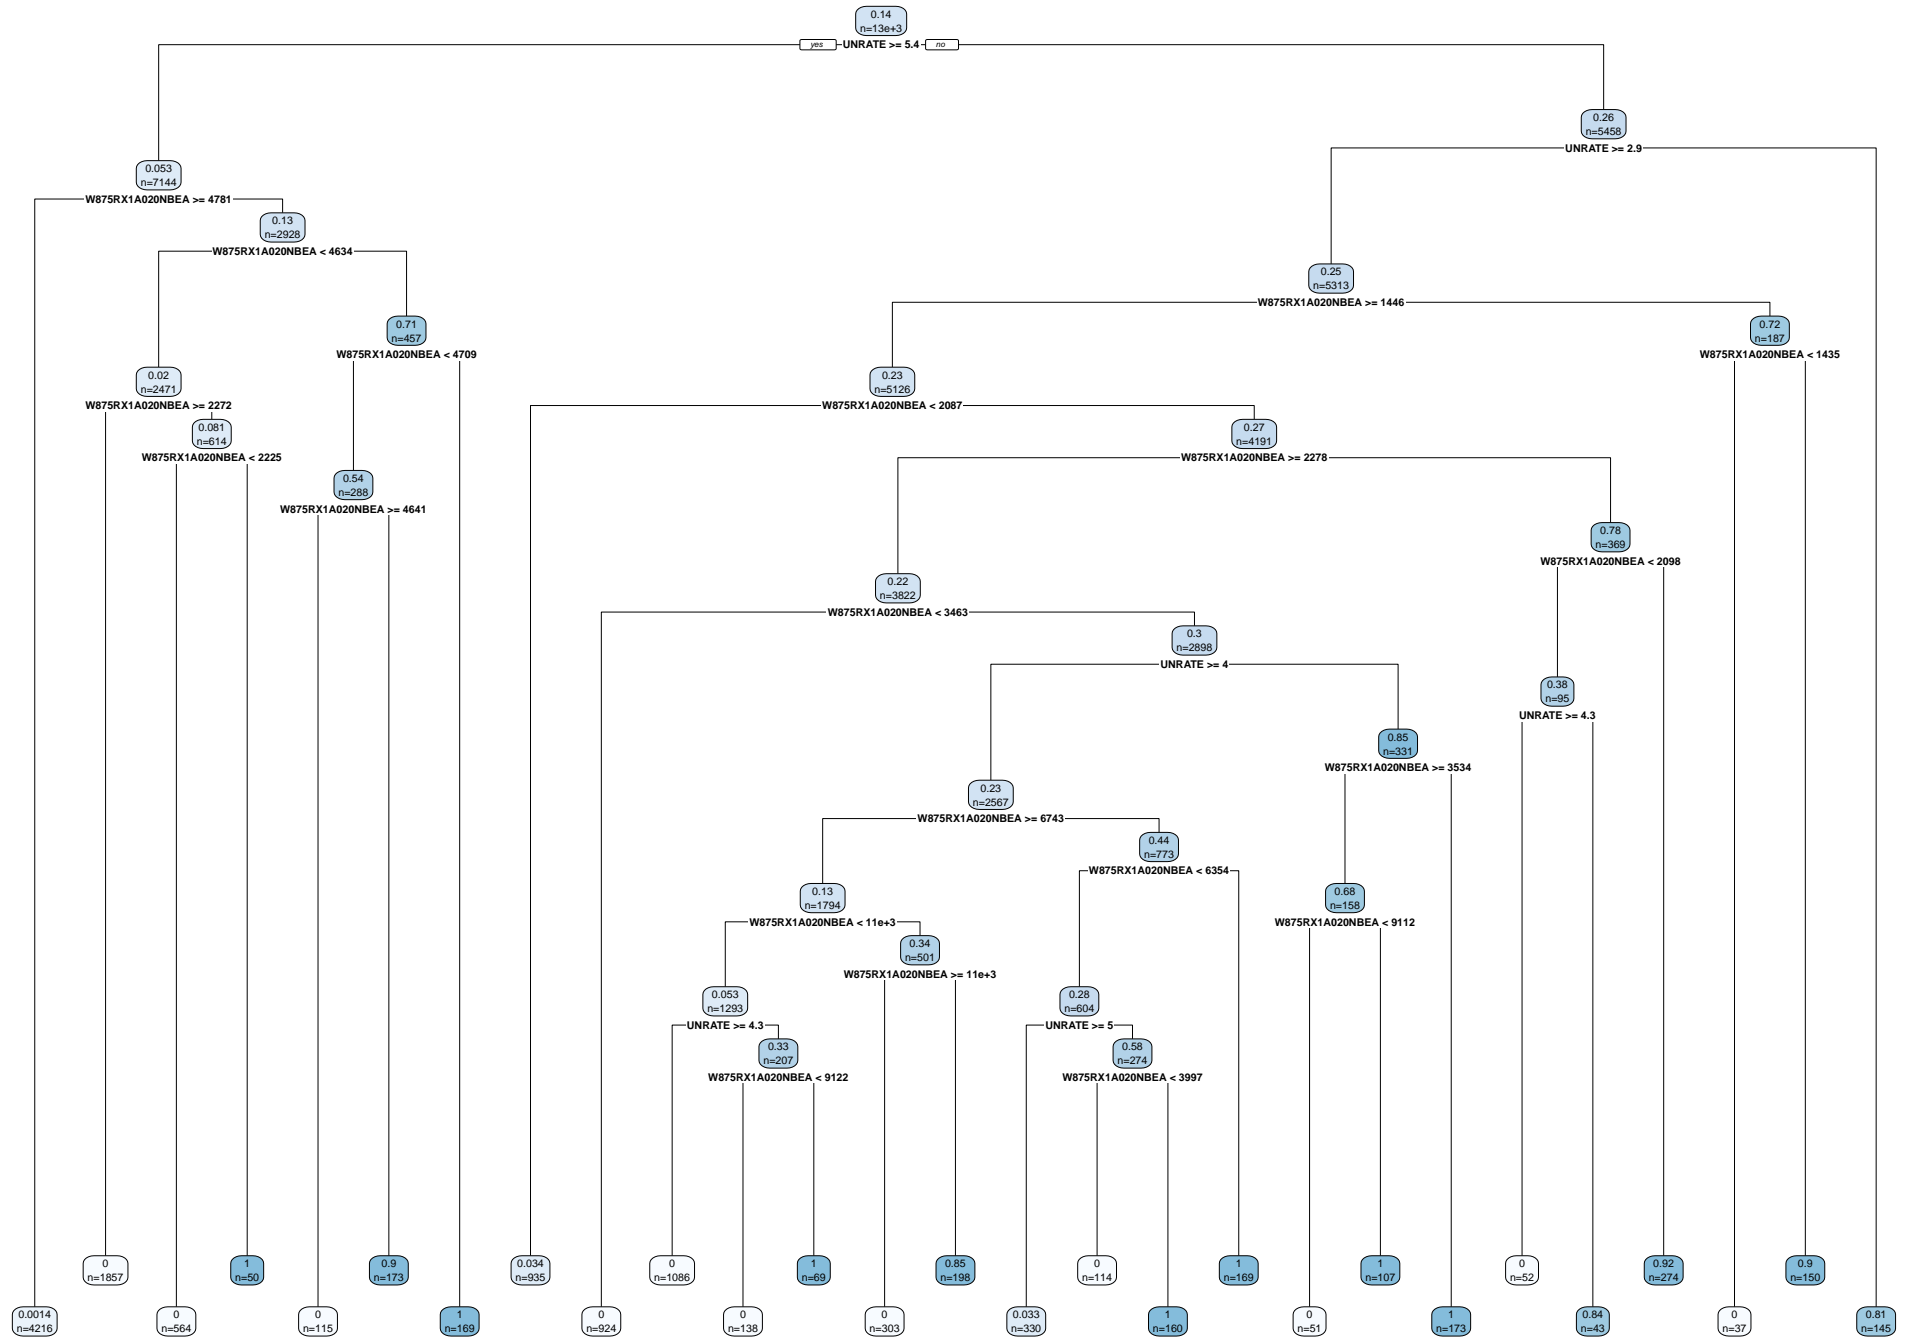 0.14
n=13e+3
yes UNRATE >= 5.4 no
0.26
n=5458
UNRATE >= 2.9
0.053
n=7144
W875RX1A020NBEA >= 4781
0.13
n=2928
W875RX1A020NBEA < 4634
0.25
n=5313
W875RX1A020NBEA >= 1446
0.71
n=457
W875RX1A020NBEA < 4709
0.72
n=187
W875RX1A020NBEA < 1435
0.02
n=2471
W875RX1A020NBEA >= 2272
0.23
n=5126
W875RX1A020NBEA < 2087
0.081
n=614
W875RX1A020NBEA < 2225
0.27
n=4191
W875RX1A020NBEA >= 2278
0.54
n=288
W875RX1A020NBEA >= 4641
0.78
n=369
W875RX1A020NBEA < 2098
0.22
n=3822
W875RX1A020NBEA < 3463
0.3
n=2898
UNRATE >= 4
0.38
n=95
UNRATE >= 4.3
0.85
n=331
W875RX1A020NBEA >= 3534
0.23
n=2567
W875RX1A020NBEA >= 6743
0.44
n=773
W875RX1A020NBEA < 6354
0.13
n=1794
W875RX1A020NBEA < 11e+3
0.68
n=158
W875RX1A020NBEA < 9112
0.34
n=501
W875RX1A020NBEA >= 11e+3
0.053
n=1293
UNRATE >= 4.3
0.28
n=604
UNRATE >= 5
0.33
n=207
W875RX1A020NBEA < 9122
0.58
n=274
W875RX1A020NBEA < 3997
0
n=1857
1
n=50
0.9
n=173
0.034
n=935
0
n=1086
1
n=69
0.85
n=198
0
n=114
1
n=169
1
n=107
0
n=52
0.92
n=274
0.9
n=150
0.0014
n=4216
0
n=564
0
n=115
1
n=169
0
n=924
0
n=138
0
n=303
0.033
n=330
1
n=160
0
n=51
1
n=173
0.84
n=43
0
n=37
0.81
n=145